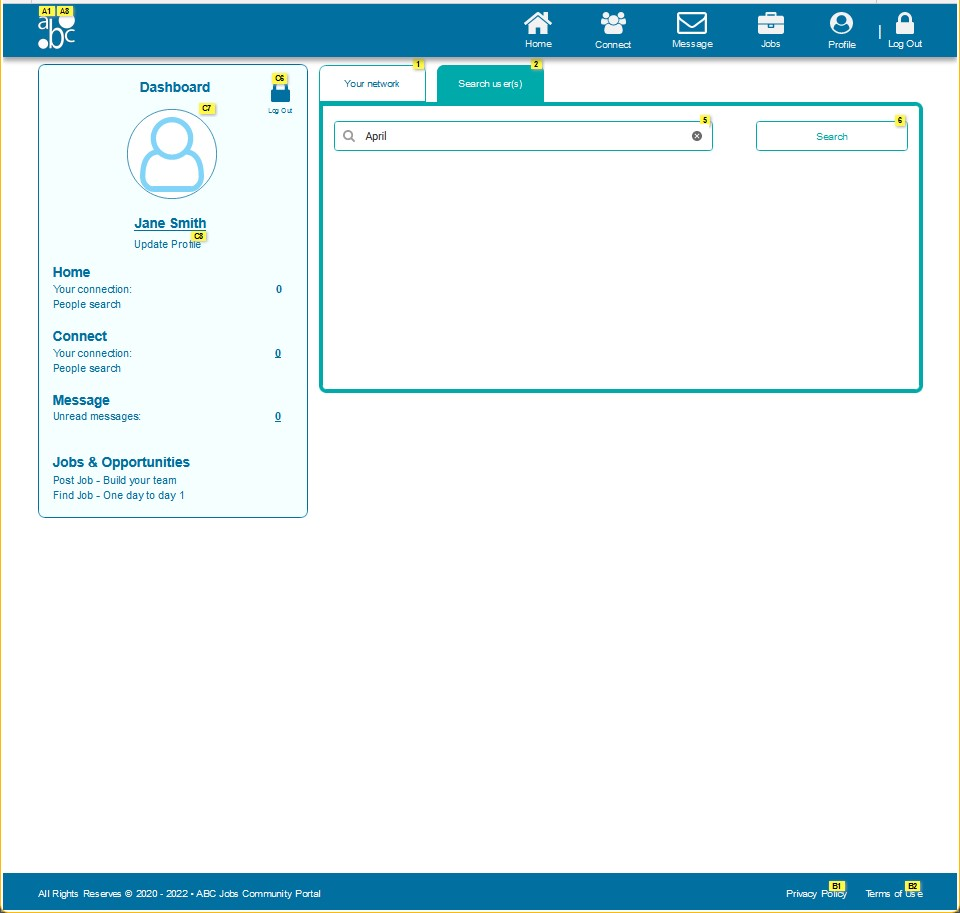 A1 A8
abc
Home
Connect
Message
Jobs
Profile
|
Log Out
Dashboard
C6
Log Out
C7
Jane Smith
C8
Update Profile
Home
Your connection: 0
People search
Connect
Your connection: 0
People search
Message
Unread messages: 0
Jobs & Opportunities
Post Job - Build your team
Find Job - One day to day 1
1
Your network
2
Search user(s)
5
April
6
Search
All Rights Reserves © 2020 - 2022 • ABC Jobs Community Portal
B1
Privacy Policy
B2
Terms of Use